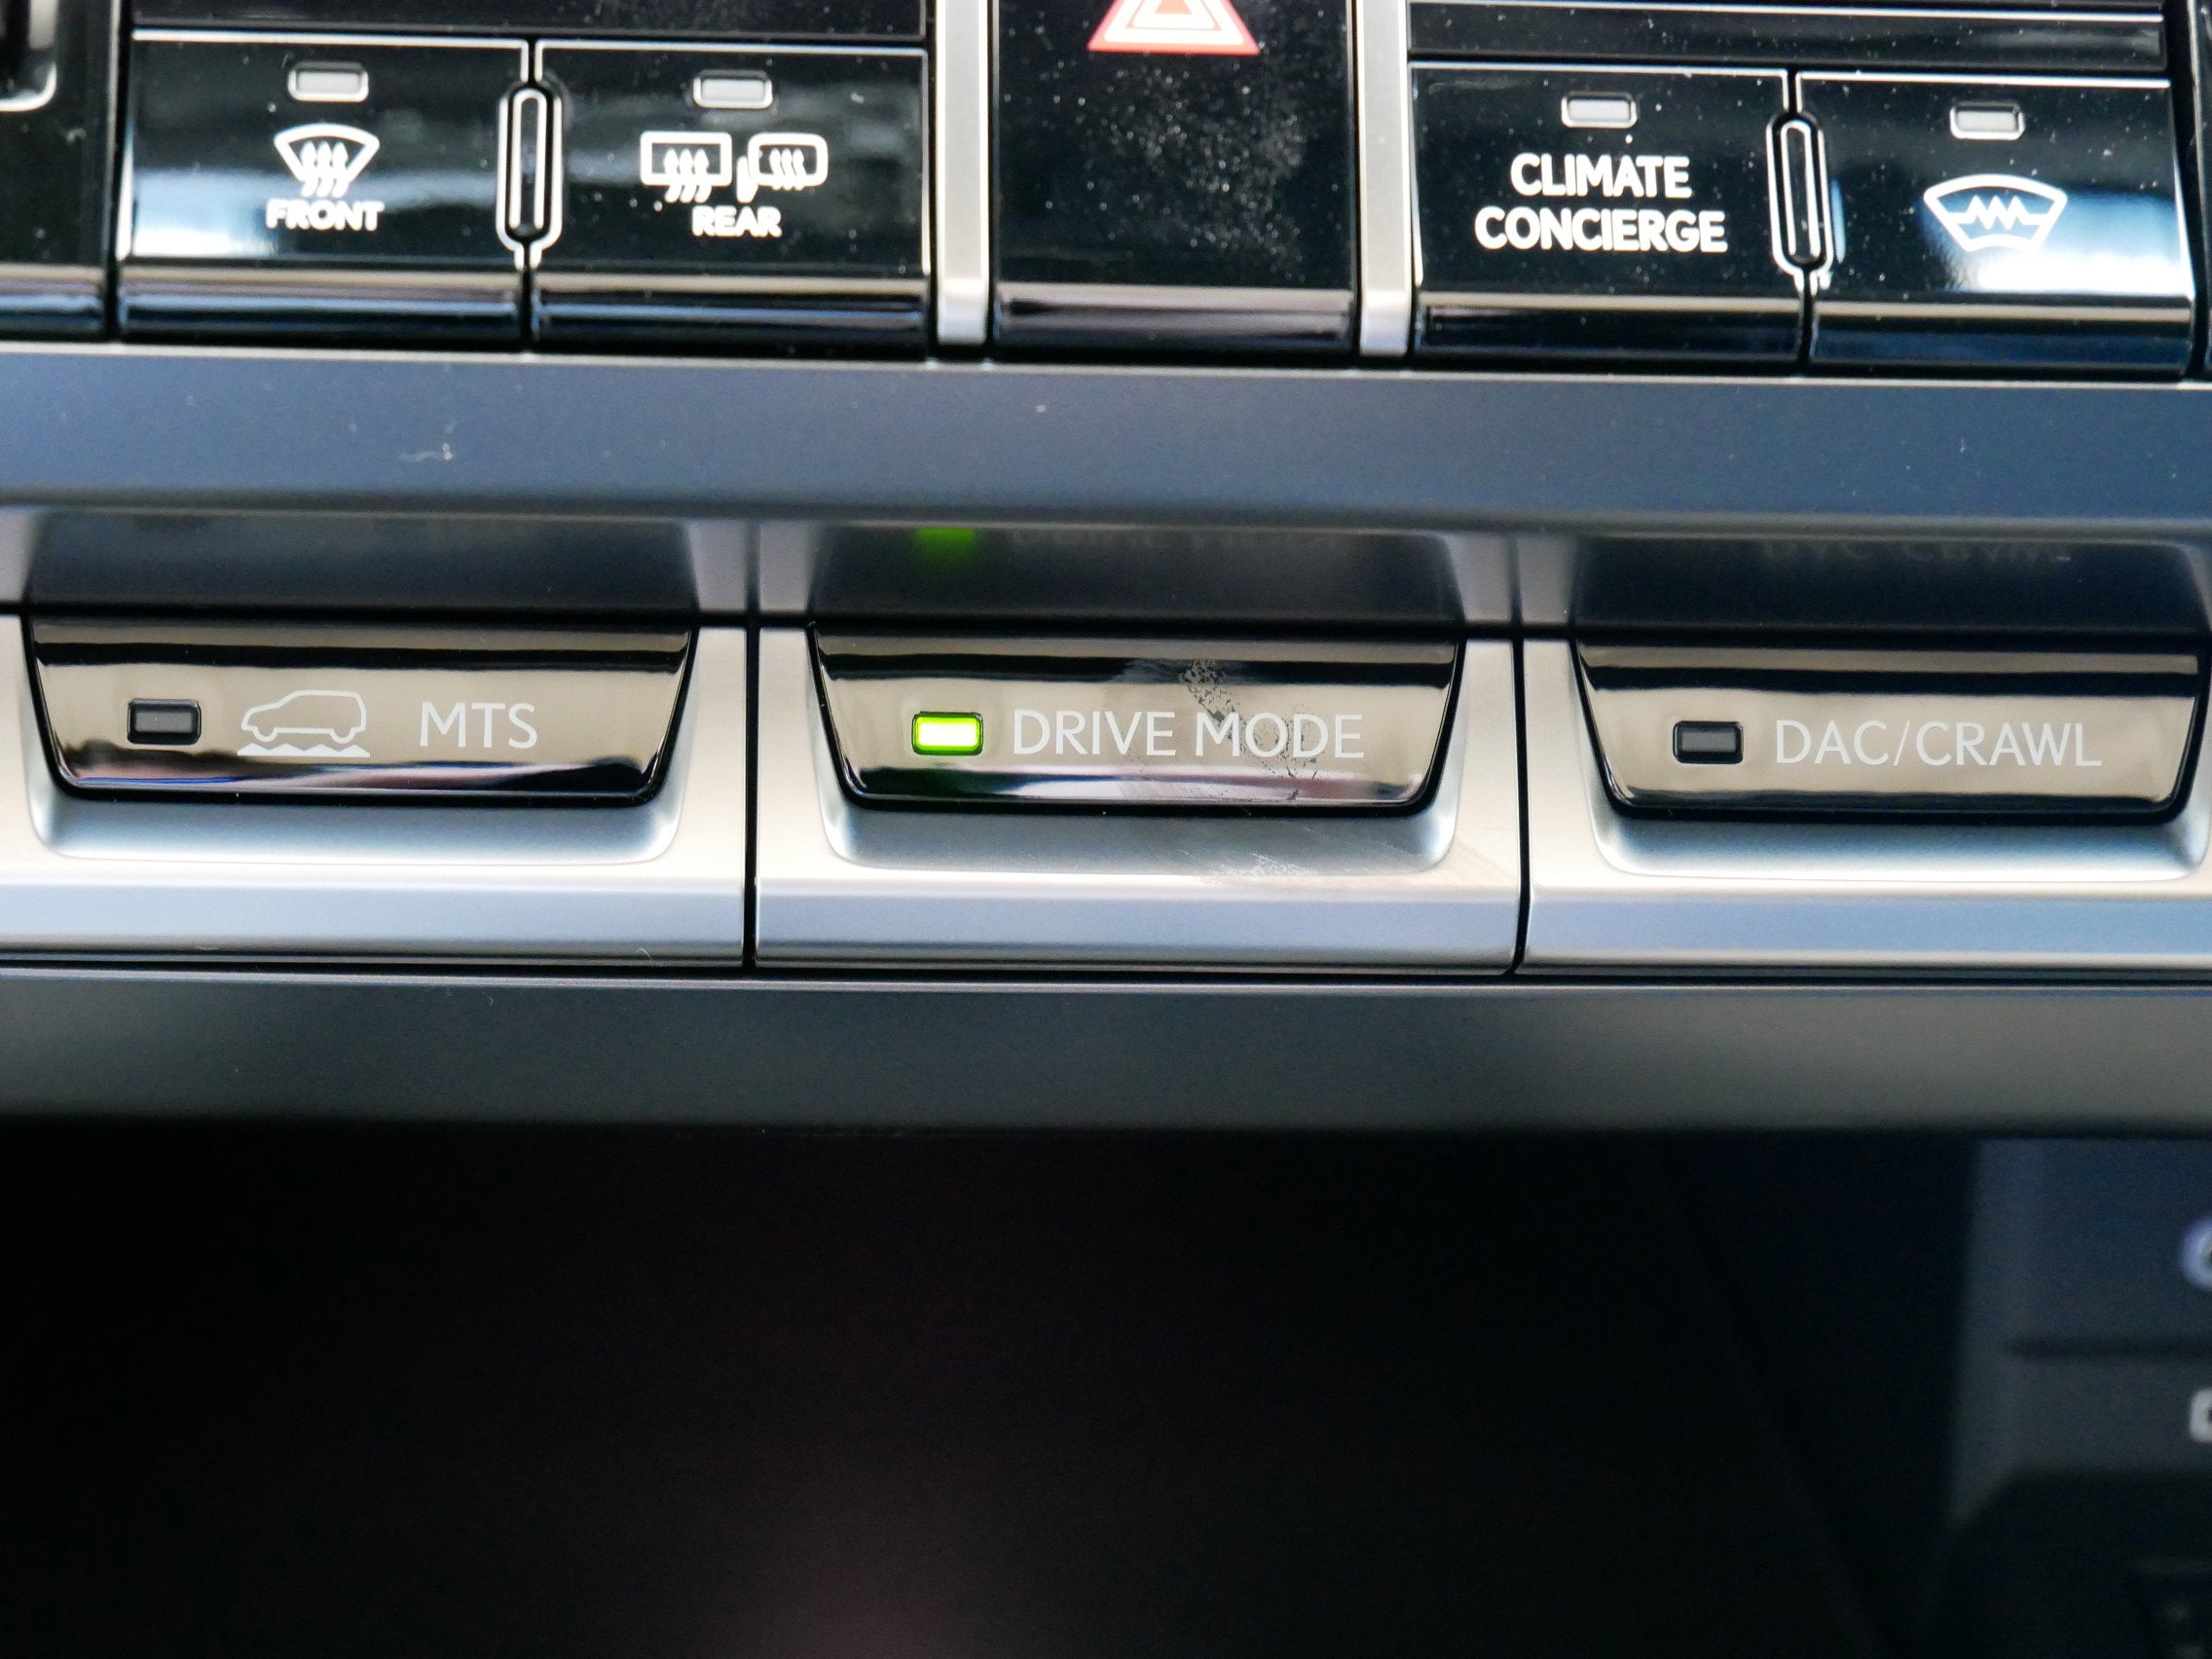 FRONT
REAR
CLIMATE
CONCIERGE
MTS
DRIVE MODE
DAC/CRAWL